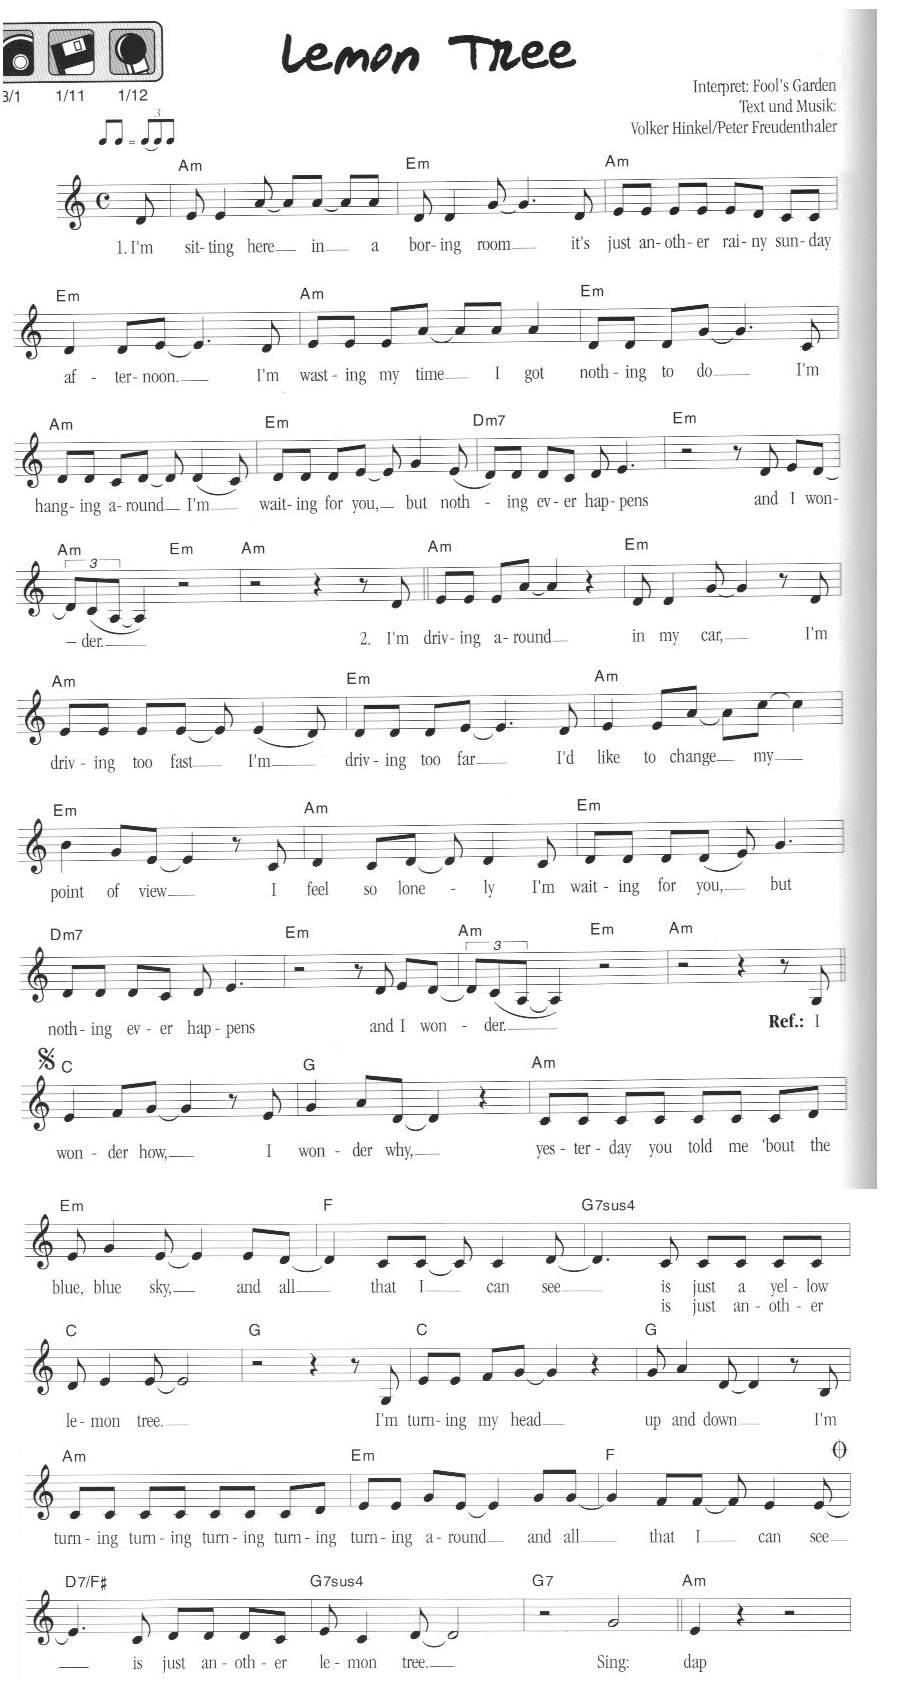 Lemon Tree
3/1 1/11 1/12
Interpret: Fool's Garden
Text und Musik:
Volker Hinkel/Peter Freudenthaler
3
Am Em Am
1. I'm sit- ting here in a bor- ing room it's just an- oth- er rai- ny sun- day
Em Am Em
af - ter- noon. I'm wast - ing my time I got noth - ing to do I'm
Am Em Dm7 Em
hang- ing a- round I'm wait- ing for you, but noth - ing ev- er hap- pens and I won-
Am Em Am Am Em
3
- der. 2. I'm driv- ing a- round in my car, I'm
Am Em Am
driv - ing too fast I'm driv - ing too far I'd like to change my
Em Am Em
point of view I feel so lone - ly I'm wait - ing for you, but
Dm7 Em Am Em Am
3
noth - ing ev - er hap - pens and I won - der. Ref.: I
C G Am
won - der how, I won - der why, yes - ter - day you told me 'bout the
Em F G7sus4
blue, blue sky, and all that I can see is just a yel - low
is just an - oth - er
C G C G
le- mon tree. I'm turn- ing my head up and down I'm
Am Em F
turn - ing turn - ing turn - ing turn - ing turn - ing a - round and all that I can see
D7/F♯ G7sus4 G7 Am
is just an - oth - er le - mon tree. Sing: dap